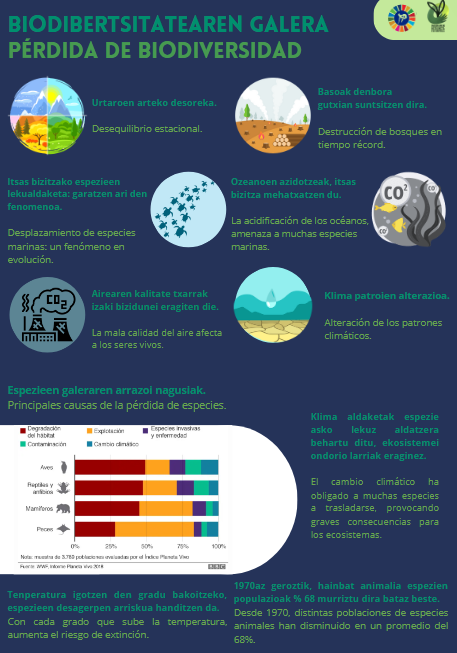 BIODIBERTSITATEAREN GALERA
PÉRDIDA DE BIODIVERSIDAD
Urtaroen arteko desoreka.
Desequilibrio estacional.
Basoak denbora
gutxian suntsitzen dira.
Destrucción de bosques en
tiempo récord.
Itsas bizitzako espezieen
lekualdaketa: garatzen ari den
fenomenoa.
Desplazamiento de especies
marinas: un fenómeno en
evolución.
Ozeanoen azidotzeak, itsas
bizitza mehatxatzen du.
La acidificación de los océanos,
amenaza a muchas especies
marinas.
CO2
CO2
CO2
CO2
Airearen kalitate txarrak
izaki bizidunei eragiten die.
La mala calidad del aire afecta
a los seres vivos.
Klima patroien alterazioa.
Alteración de los patrones
climáticos.
Espezieen galeraren arrazoi nagusiak.
Principales causas de la pérdida de especies.
Degradación
del hábitat
Explotación
Especies invasivas
y enfermedad
Contaminación
Cambio climático
Aves
Reptiles y
anfibios
Mamíferos
Peces
0% 25% 50% 75% 100%
Nota: muestra de 3.789 poblaciones evaluadas por el Índice Planeta Vivo
Fuente: WWF, Informe Planeta Vivo 2018
BBC
Klima aldaketak espezie
asko lekuz aldatzera
behartu ditu, ekosistemei
ondorio larriak eraginez.
El cambio climático ha
obligado a muchas especies
a trasladarse, provocando
graves consecuencias para
los ecosistemas.
Tenperatura igotzen den gradu bakoitzeko,
espezieen desagerpen arriskua handitzen da.
Con cada grado que sube la temperatura,
aumenta el riesgo de extinción.
1970az geroztik, hainbat animalia espezien
populazioak % 68 murriztu dira bataz beste.
Desde 1970, distintas poblaciones de especies
animales han disminuido en un promedio del
68%.